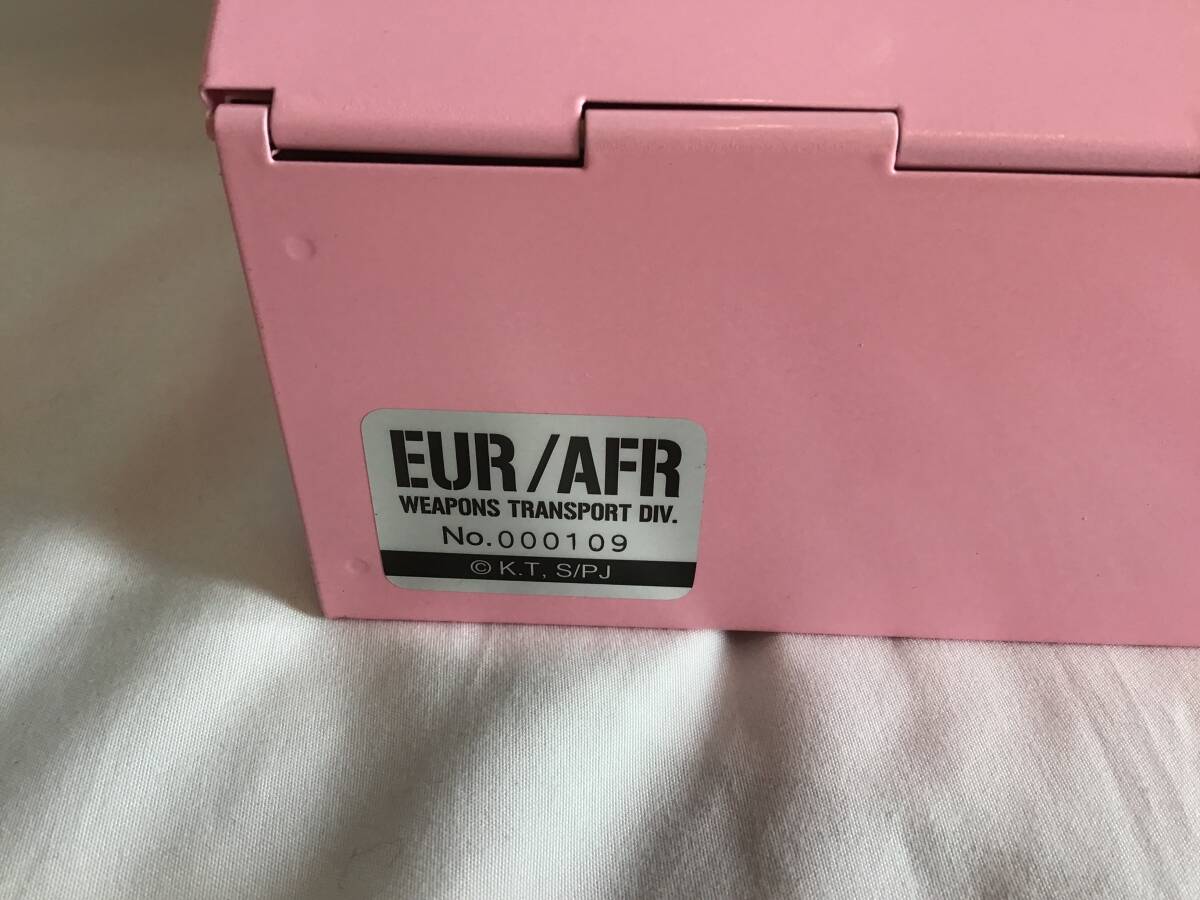 EUR/AFR
WEAPONS TRANSPORT DIV.
No.000109
© K.T, S/PJ